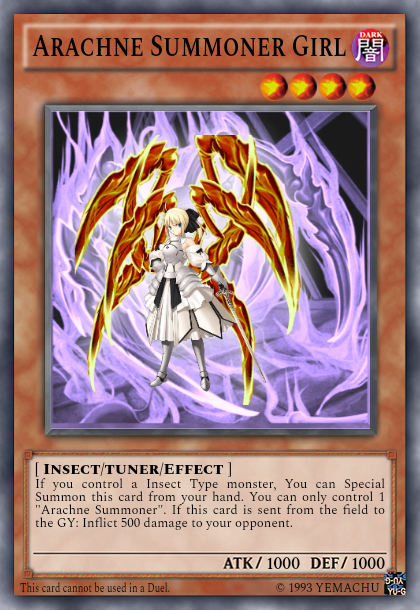 ARACHNE SUMMONER GIRL
DARK
闇
[ INSECT/TUNER/EFFECT ]
If you control a Insect Type monster, You can Special
Summon this card from your hand. You can only control 1
"Arachne Summoner". If this card is sent from the field to
the GY: Inflict 500 damage to your opponent.
ATK / 1000 DEF / 1000
This card cannot be used in a Duel.
© 1993 YEMACHU
YU-G